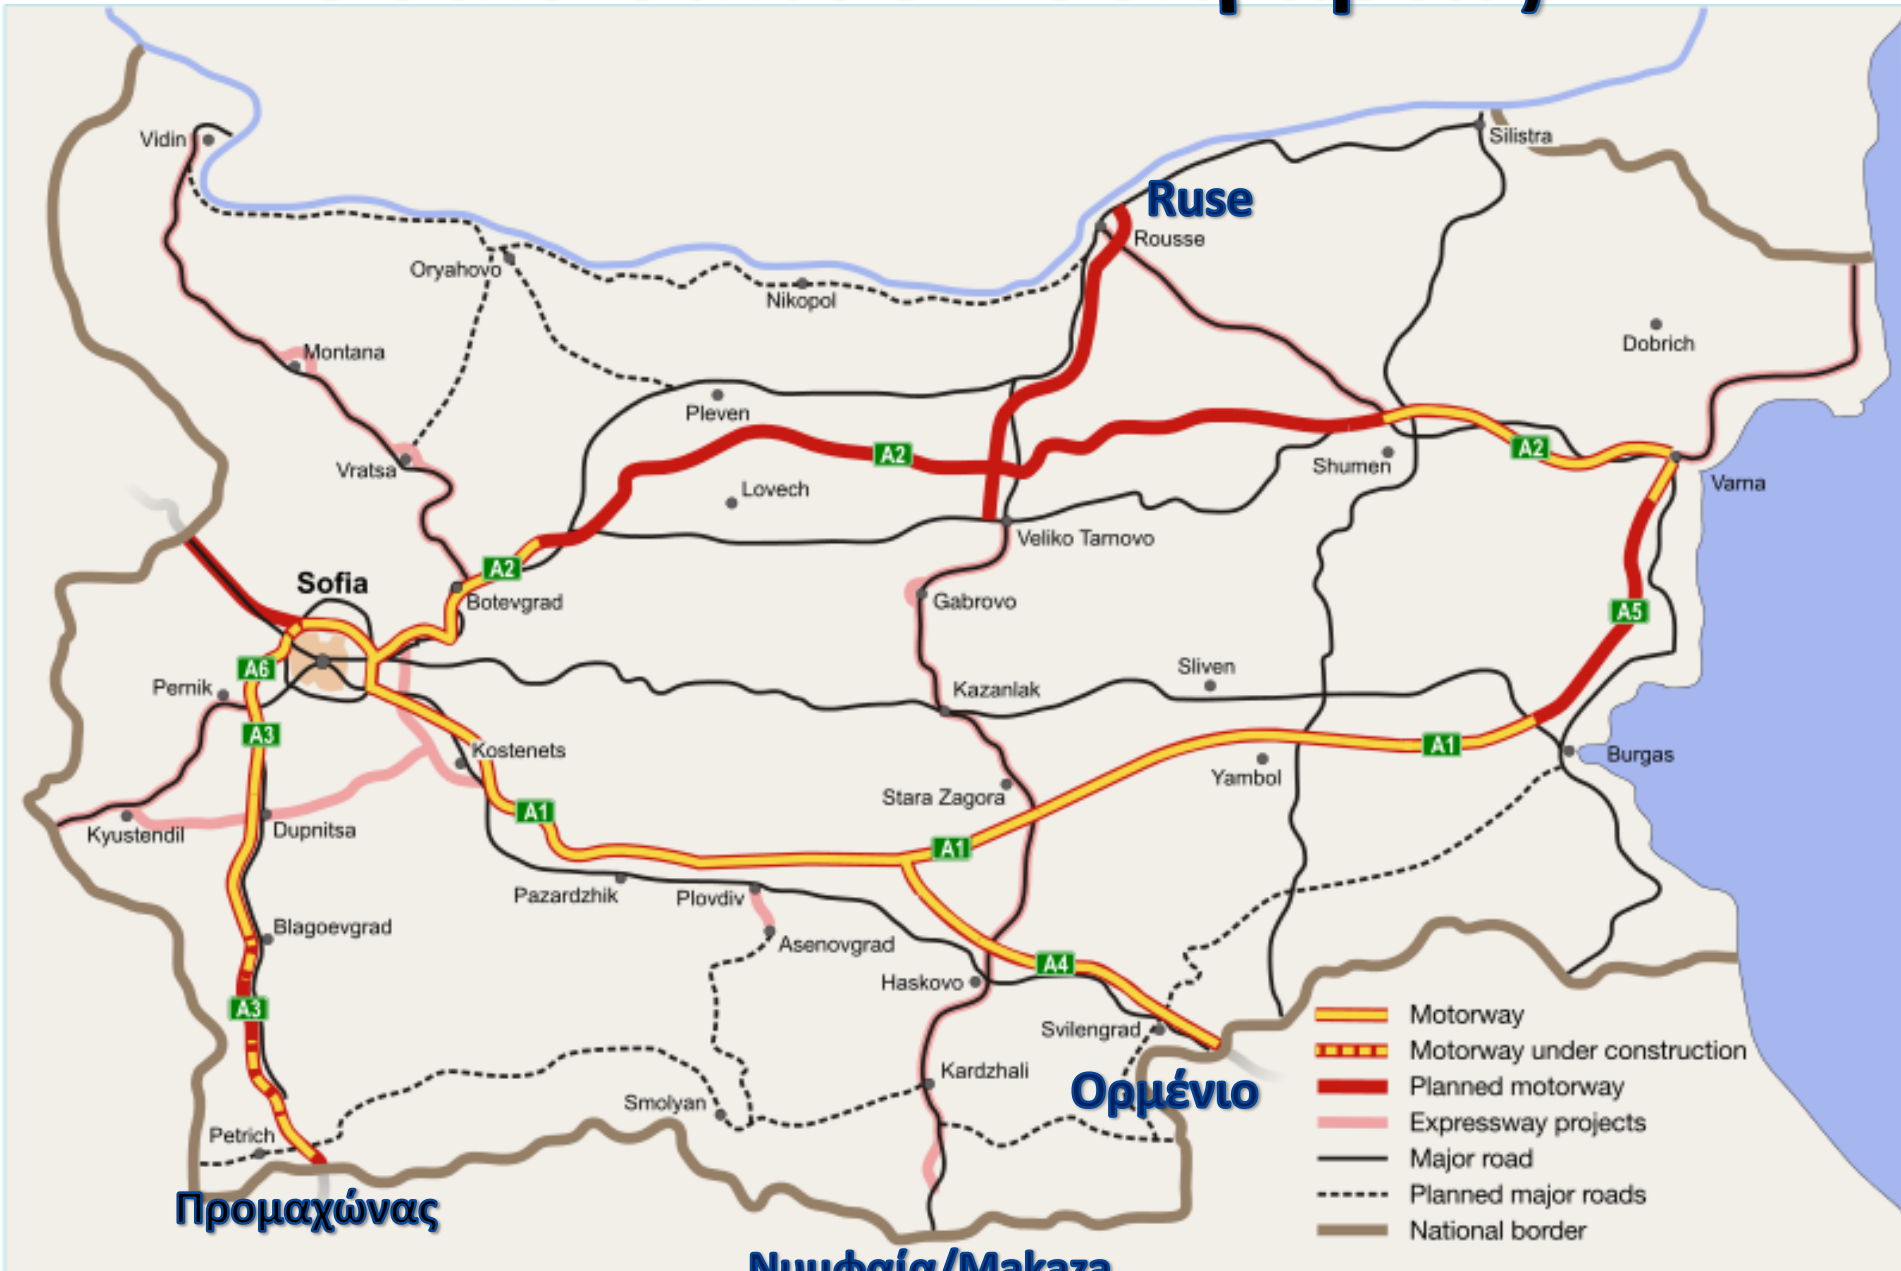 Vidin
Silistra
Ruse
Rousse
Oryahovo
Nikopol
Dobrich
Montana
Pleven
A2
A2
Vratsa
Shumen
Varna
Lovech
Veliko Tarnovo
A2
Sofia
Botevgrad
Gabrovo
A5
A6
Pernik
Sliven
Kazanlak
A3
Kostenets
A1
Burgas
Yambol
Stara Zagora
A1
Kyustendil
Dupnitsa
A1
Pazardzhik
Plovdiv
Blagoevgrad
Asenovgrad
A4
Haskovo
A3
Svilengrad
Motorway
Motorway under construction
Kardzhali
Ορμένιο
Planned motorway
Smolyan
Expressway projects
Petrich
Major road
Planned major roads
Προμαχώνας
National border
Νυμφαία/Makaza